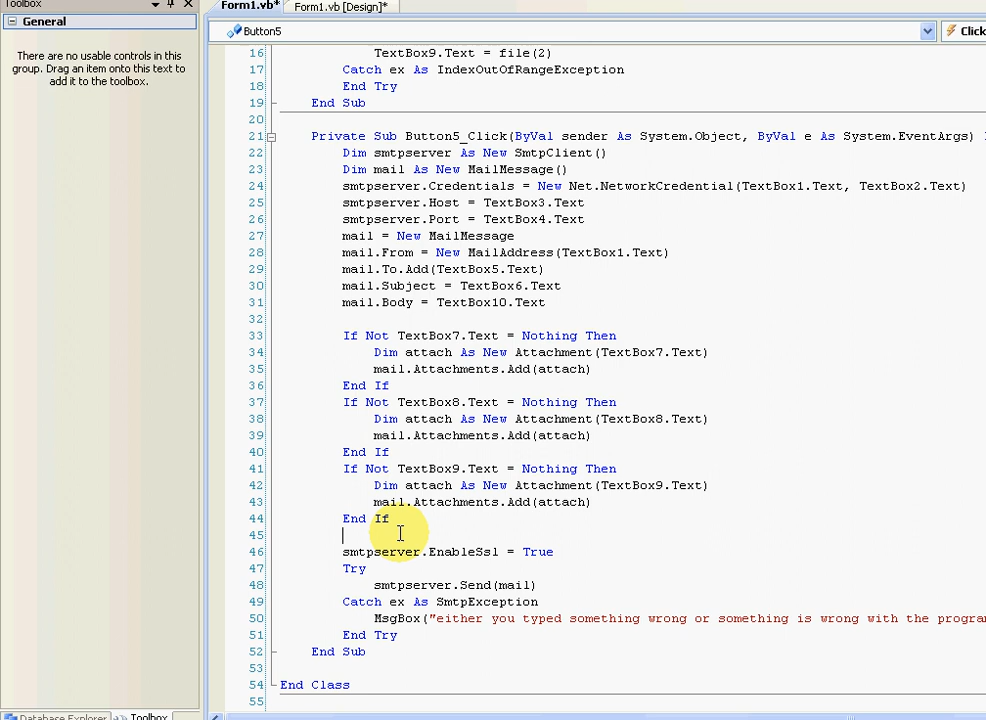 Toolbox
Form1.vb*
Form1.vb [Design]*
General
Button5
Click
There are no usable controls in this
group. Drag an item onto this text to
add it to the toolbox.
16 TextBox9.Text = file(2)
17 Catch ex As IndexOutOfRangeException
18 End Try
19 End Sub
20
21 Private Sub Button5_Click(ByVal sender As System.Object, ByVal e As System.EventArgs)
22 Dim smtpserver As New SmtpClient()
23 Dim mail As New MailMessage()
24 smtpserver.Credentials = New Net.NetworkCredential(TextBox1.Text, TextBox2.Text)
25 smtpserver.Host = TextBox3.Text
26 smtpserver.Port = TextBox4.Text
27 mail = New MailMessage
28 mail.From = New MailAddress(TextBox1.Text)
29 mail.To.Add(TextBox5.Text)
30 mail.Subject = TextBox6.Text
31 mail.Body = TextBox10.Text
32
33 If Not TextBox7.Text = Nothing Then
34 Dim attach As New Attachment(TextBox7.Text)
35 mail.Attachments.Add(attach)
36 End If
37 If Not TextBox8.Text = Nothing Then
38 Dim attach As New Attachment(TextBox8.Text)
39 mail.Attachments.Add(attach)
40 End If
41 If Not TextBox9.Text = Nothing Then
42 Dim attach As New Attachment(TextBox9.Text)
43 mail.Attachments.Add(attach)
44 End If
45
46 smtpserver.EnableSsl = True
47 Try
48 smtpserver.Send(mail)
49 Catch ex As SmtpException
50 MsgBox("either you typed something wrong or something is wrong with the progra
51 End Try
52 End Sub
53
54 End Class
55
Database Explorer
Toolbox